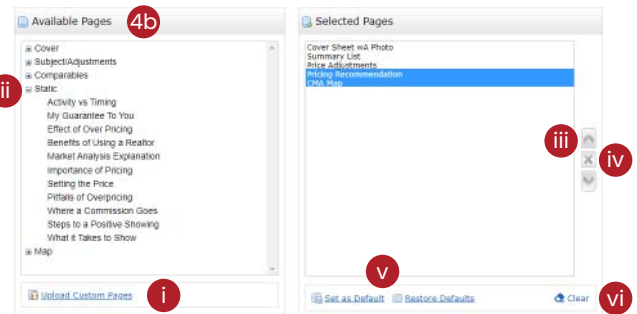 Available Pages 4b
Cover
Subject/Adjustments
Comparables
ii Static
Activity vs Timing
My Guarantee To You
Effect of Over Pricing
Benefits of Using a Realtor
Market Analysis Explanation
Importance of Pricing
Setting the Price
Pitfalls of Overpricing
Where a Commission Goes
Steps to a Positive Showing
What it Takes to Show
Map
Upload Custom Pages i
Selected Pages
Cover Sheet wA Photo
Summary List
Price Adjustments
Pricing Recommendation
CMA Map
iii
iv
v
Set as Default Restore Defaults Clear vi